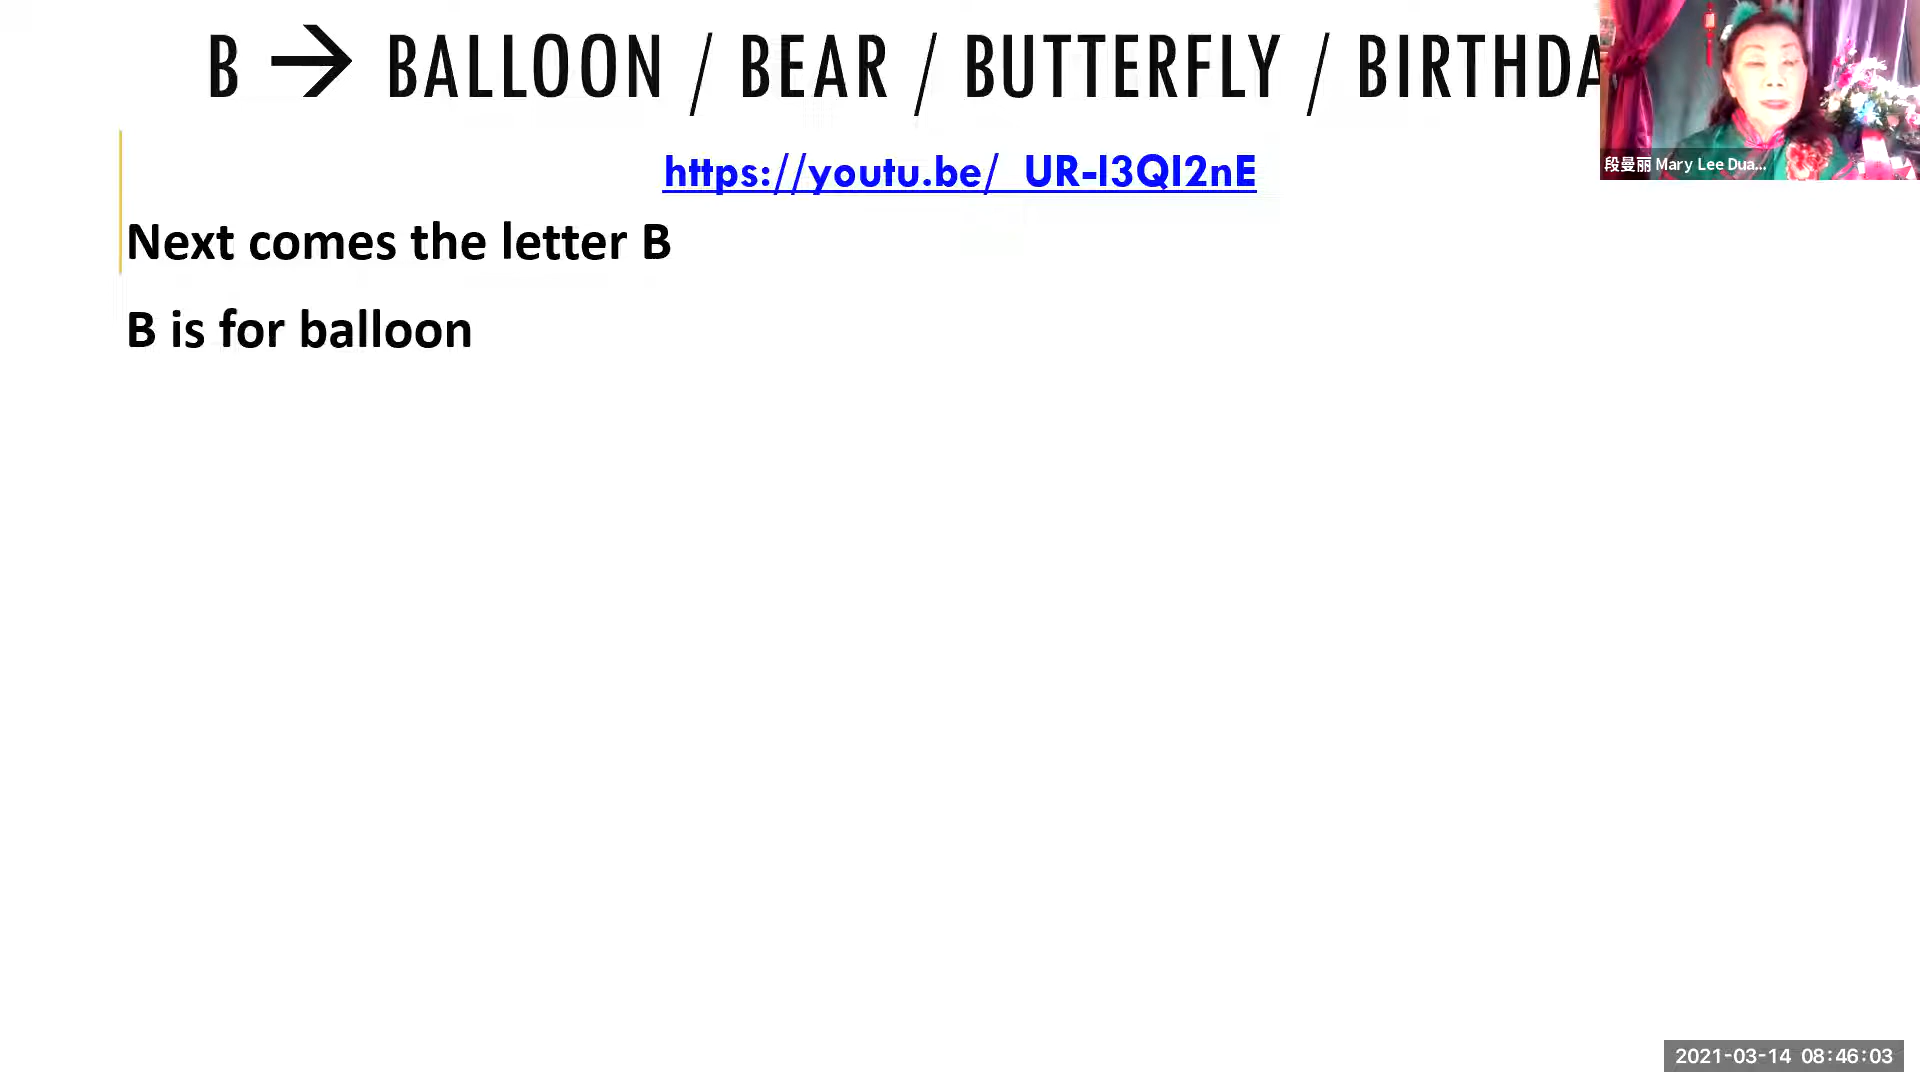 B → BALLOON / BEAR / BUTTERFLY / BIRTHDA
https://youtu.be/_UR-I3QI2nE
Next comes the letter B
B is for balloon
段曼丽 Mary Lee Dua...
2021-03-14 08:46:03